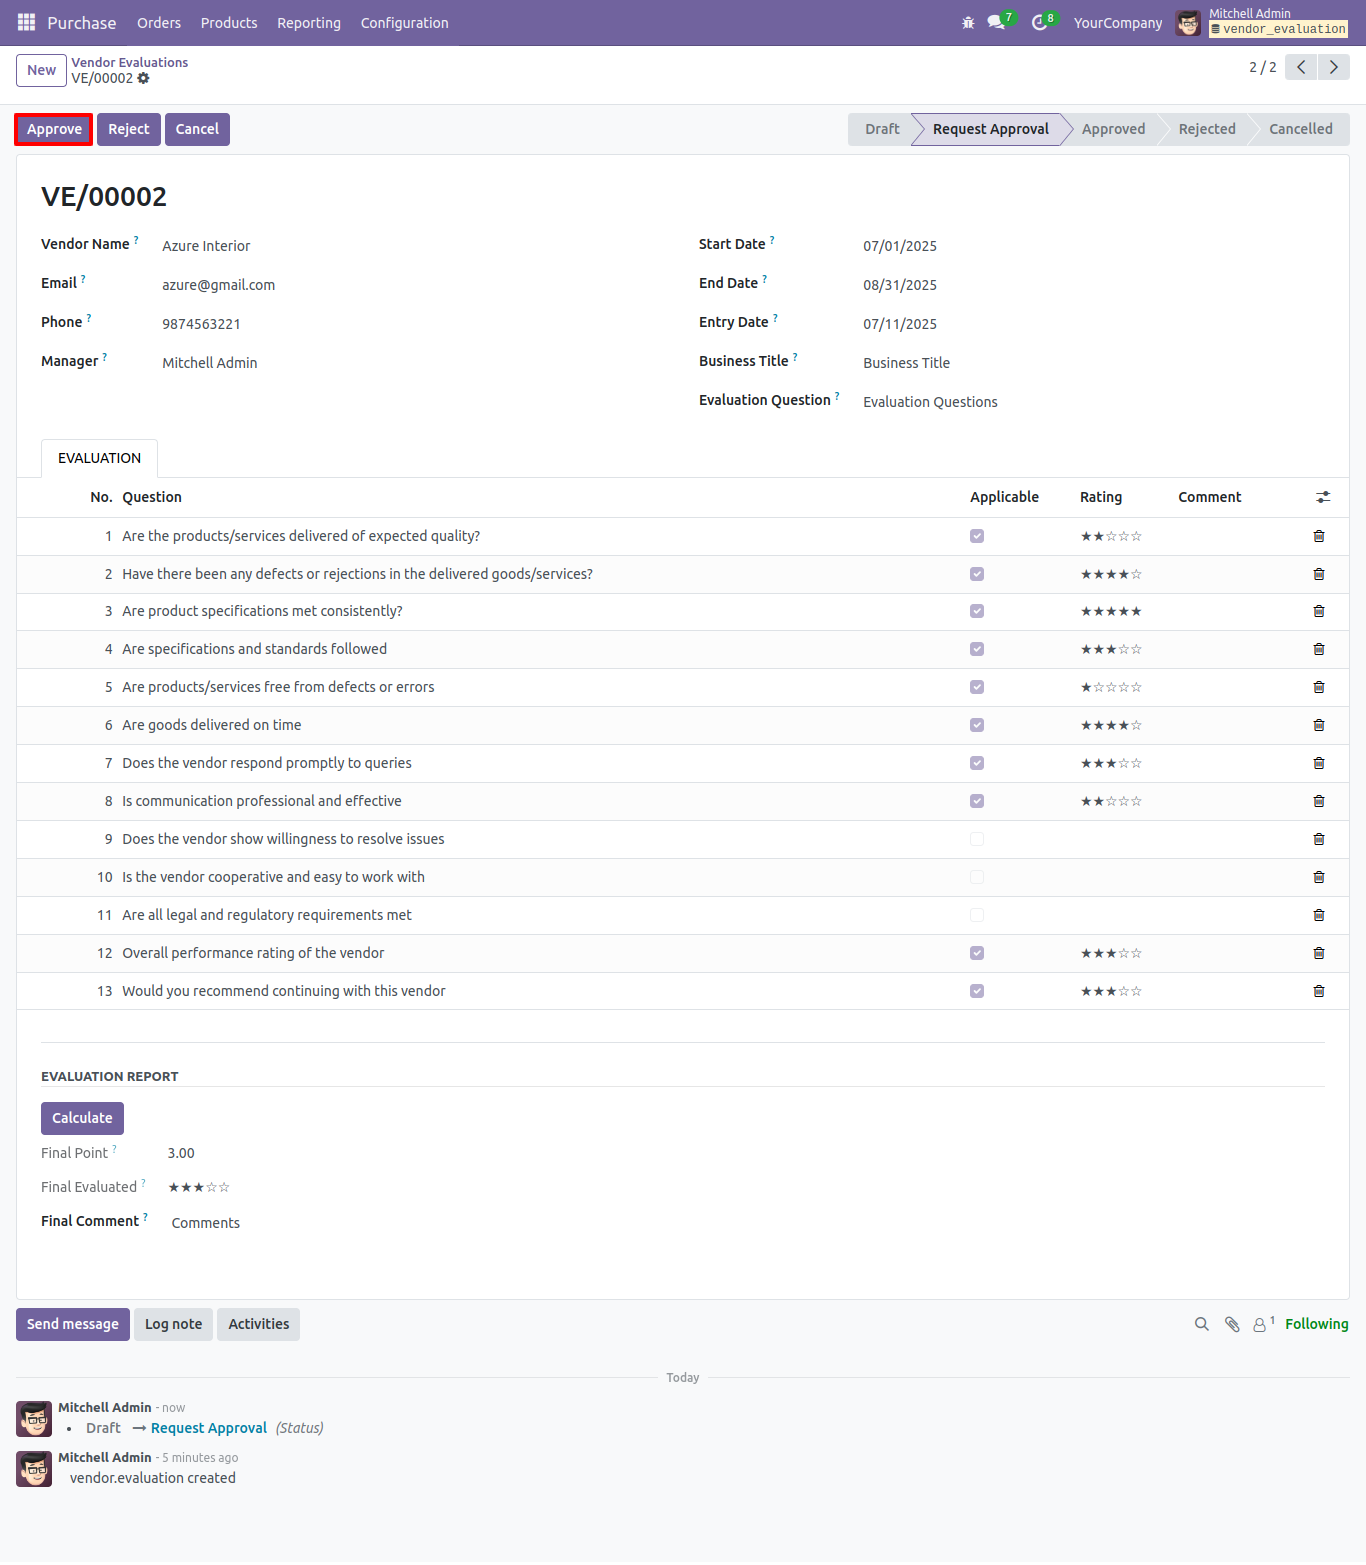 Purchase Orders Products Reporting Configuration 7 8 YourCompany Mitchell Admin
vendor_evaluation
New Vendor Evaluations
VE/00002
2 / 2
Approve Reject Cancel Draft Request Approval Approved Rejected Cancelled
VE/00002
Vendor Name ? Azure Interior Start Date ? 07/01/2025
Email ? azure@gmail.com End Date ? 08/31/2025
Phone ? 9874563221 Entry Date ? 07/11/2025
Manager ? Mitchell Admin Business Title ? Business Title
Evaluation Question ? Evaluation Questions
EVALUATION
No. Question Applicable Rating Comment
1 Are the products/services delivered of expected quality? ★★☆☆☆
2 Have there been any defects or rejections in the delivered goods/services? ★★★★☆
3 Are product specifications met consistently? ★★★★★
4 Are specifications and standards followed ★★★☆☆
5 Are products/services free from defects or errors ★☆☆☆☆
6 Are goods delivered on time ★★★★☆
7 Does the vendor respond promptly to queries ★★★☆☆
8 Is communication professional and effective ★★☆☆☆
9 Does the vendor show willingness to resolve issues
10 Is the vendor cooperative and easy to work with
11 Are all legal and regulatory requirements met
12 Overall performance rating of the vendor ★★★☆☆
13 Would you recommend continuing with this vendor ★★★☆☆
EVALUATION REPORT
Calculate
Final Point ? 3.00
Final Evaluated ? ★★★☆☆
Final Comment ? Comments
Send message Log note Activities 1 Following
Today
Mitchell Admin - now
• Draft → Request Approval (Status)
Mitchell Admin - 5 minutes ago
vendor.evaluation created